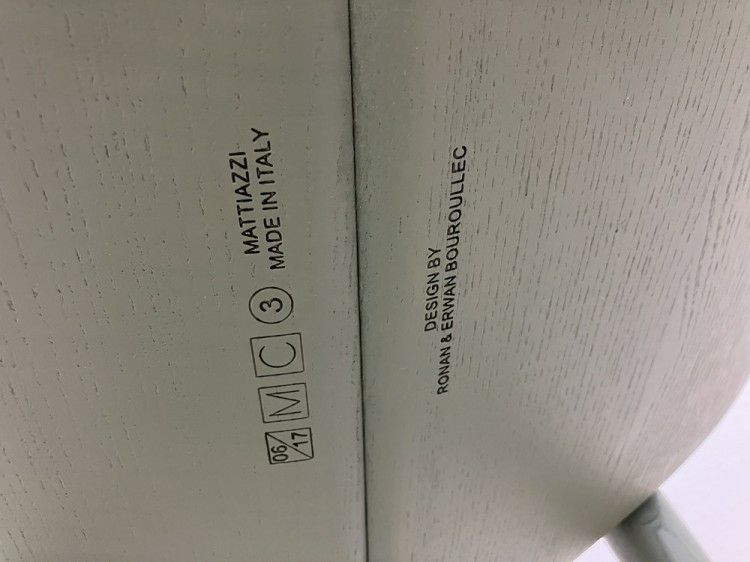 06/17 M C 3 MATTIAZZI
MADE IN ITALY
DESIGN BY
RONAN & ERWAN BOUROULLEC